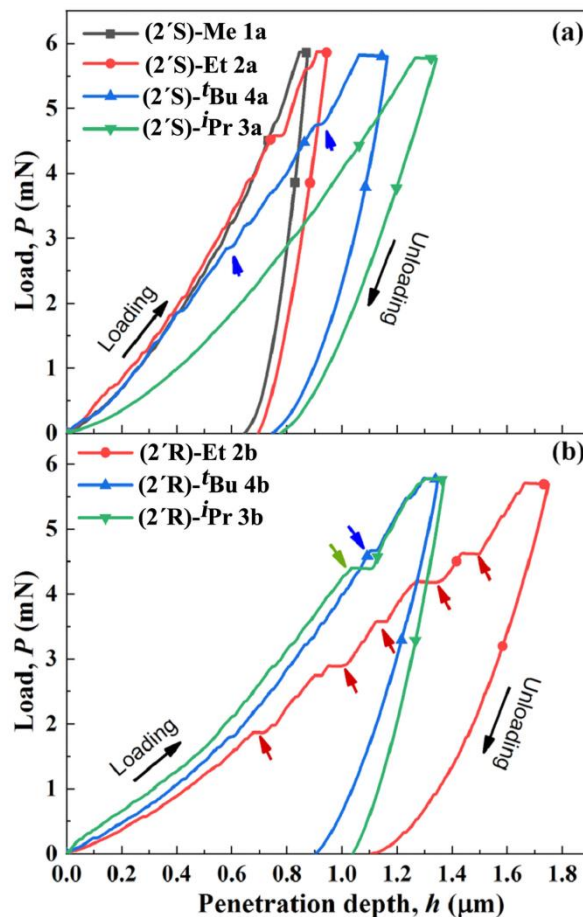 (a)
(2´S)-Me 1a
(2´S)-Et 2a
(2´S)-ᵗBu 4a
(2´S)-ⁱPr 3a
Load, P (mN)
6
5
4
3
2
1
0
Loading
Unloading
(b)
(2´R)-Et 2b
(2´R)-ᵗBu 4b
(2´R)-ⁱPr 3b
Load, P (mN)
6
5
4
3
2
1
0
Loading
Unloading
0.0 0.2 0.4 0.6 0.8 1.0 1.2 1.4 1.6 1.8
Penetration depth, h (μm)